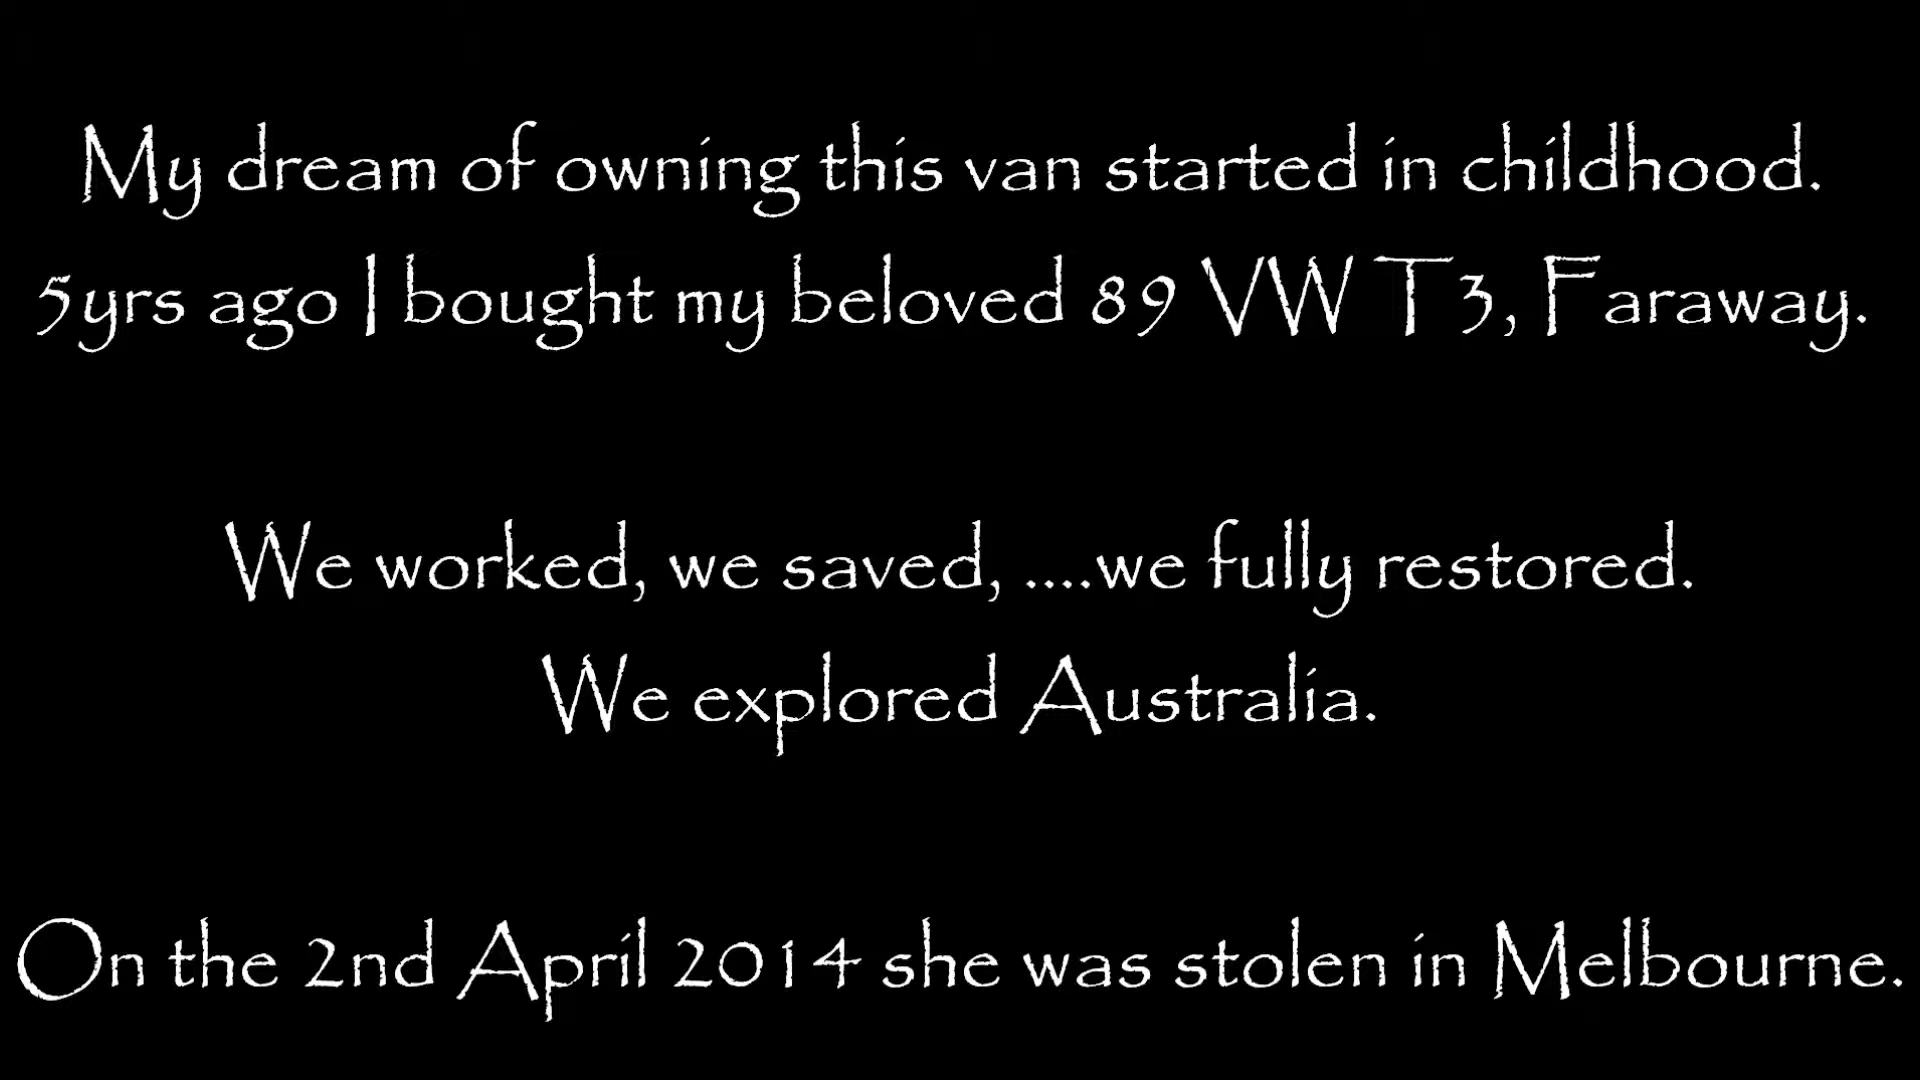 My dream of owning this van started in childhood.
5yrs ago I bought my beloved 89 VW T3, Faraway.
We worked, we saved, ....we fully restored.
We explored Australia.
On the 2nd April 2014 she was stolen in Melbourne.